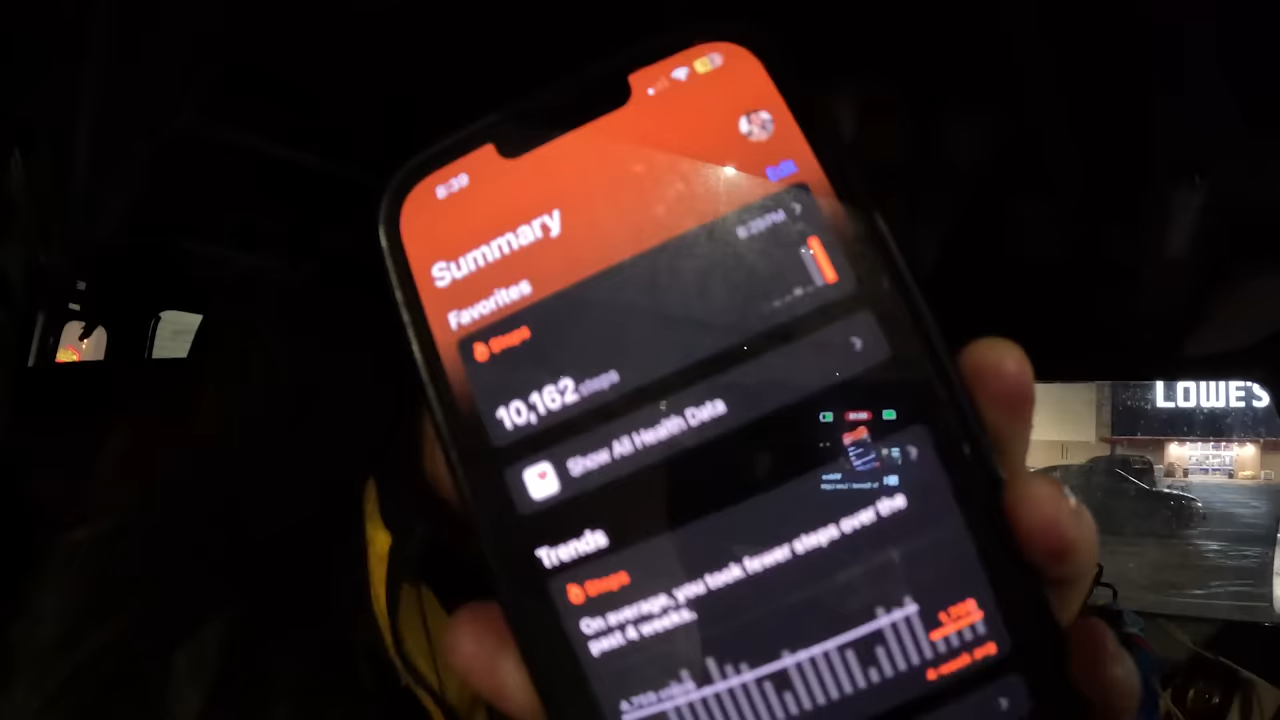 8:39
Summary
Edit
Favorites
Steps
8:29 PM
10,162 steps
Show All Health Data
Trends
Steps
On average, you took fewer steps over the
past 4 weeks.
LOWE'S